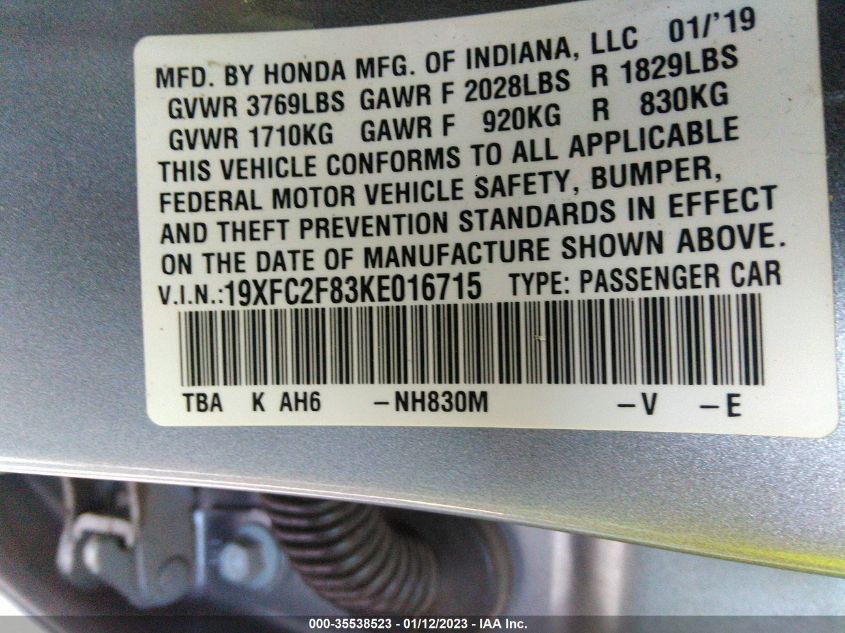 MFD. BY HONDA MFG. OF INDIANA, LLC 01/'19
GVWR 3769LBS GAWR F 2028LBS R 1829LBS
GVWR 1710KG GAWR F 920KG R 830KG
THIS VEHICLE CONFORMS TO ALL APPLICABLE
FEDERAL MOTOR VEHICLE SAFETY, BUMPER,
AND THEFT PREVENTION STANDARDS IN EFFECT
ON THE DATE OF MANUFACTURE SHOWN ABOVE.
V.I.N.:19XFC2F83KE016715 TYPE: PASSENGER CAR
TBA K AH6 -NH830M -V -E
000-35538523 - 01/12/2023 - IAA Inc.